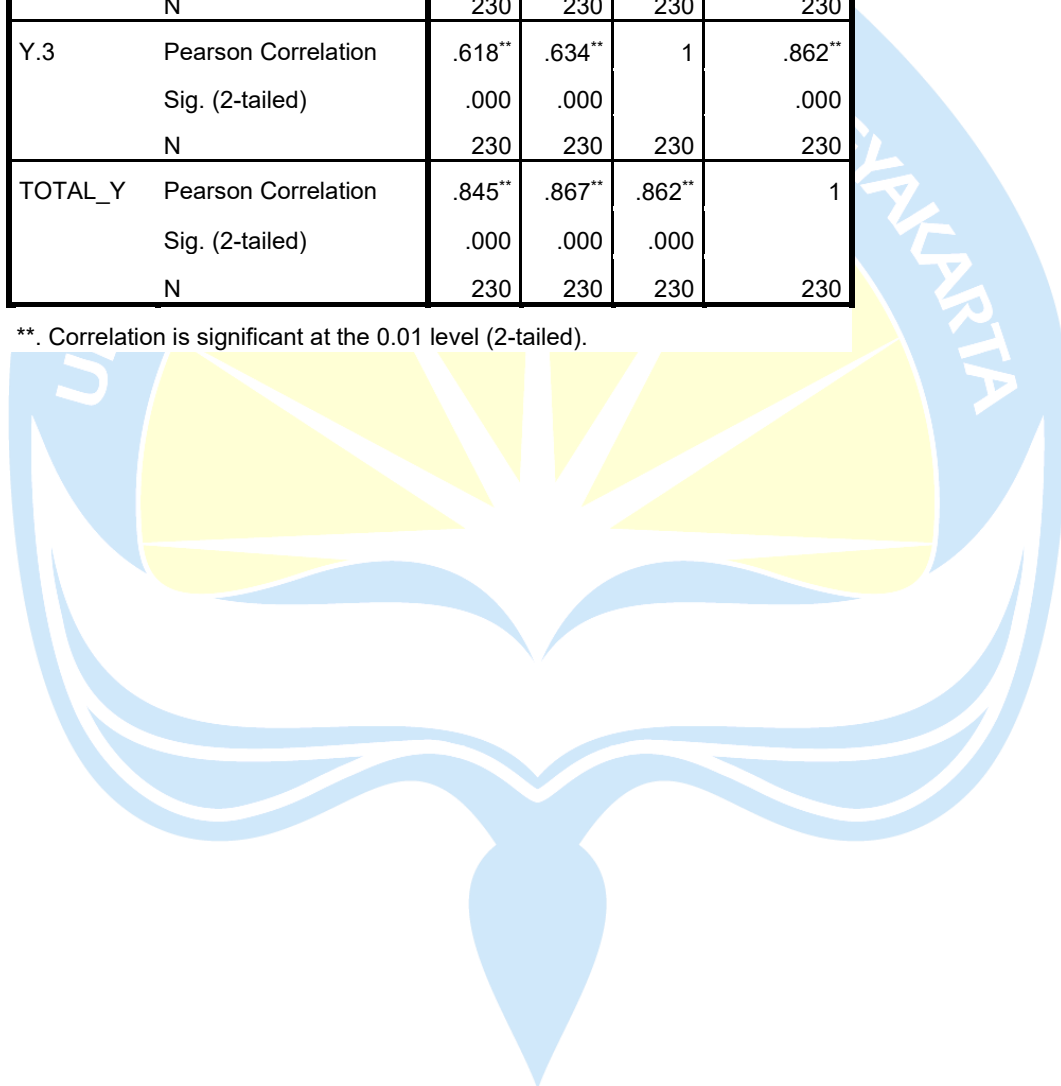 N 230 230 230 230
Y.3 Pearson Correlation .618** .634** 1 .862**
Sig. (2-tailed) .000 .000 .000
N 230 230 230 230
TOTAL_Y Pearson Correlation .845** .867** .862** 1
Sig. (2-tailed) .000 .000 .000
N 230 230 230 230
**. Correlation is significant at the 0.01 level (2-tailed).
YAKARTA